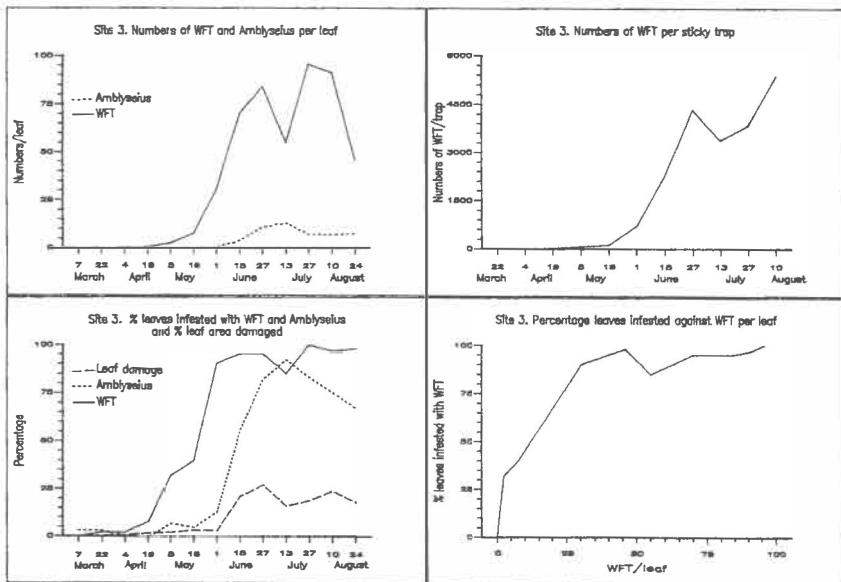 Site 3. Numbers of WFT and Amblyseius per leaf
100
75
50
25
0
Numbers/leaf
Amblyseius
WFT
7 22 4 19 5 16 1 15 27 13 27 10 24
March April May June July August
Site 3. Numbers of WFT per sticky trap
6000
4500
3000
1500
0
Numbers of WFT/trap
22 4 19 5 16 1 15 27 13 27 10
March April May June July August
Site 3. % leaves infested with WFT and Amblyseius
and % leaf area damaged
100
75
50
25
0
Percentage
Leaf damage
Amblyseius
WFT
7 22 4 19 5 16 1 15 27 13 27 10 24
March April May June July August
Site 3. Percentage leaves infested against WFT per leaf
100
75
50
25
0
% leaves infested with WFT
0 25 50 75 100
WFT/leaf